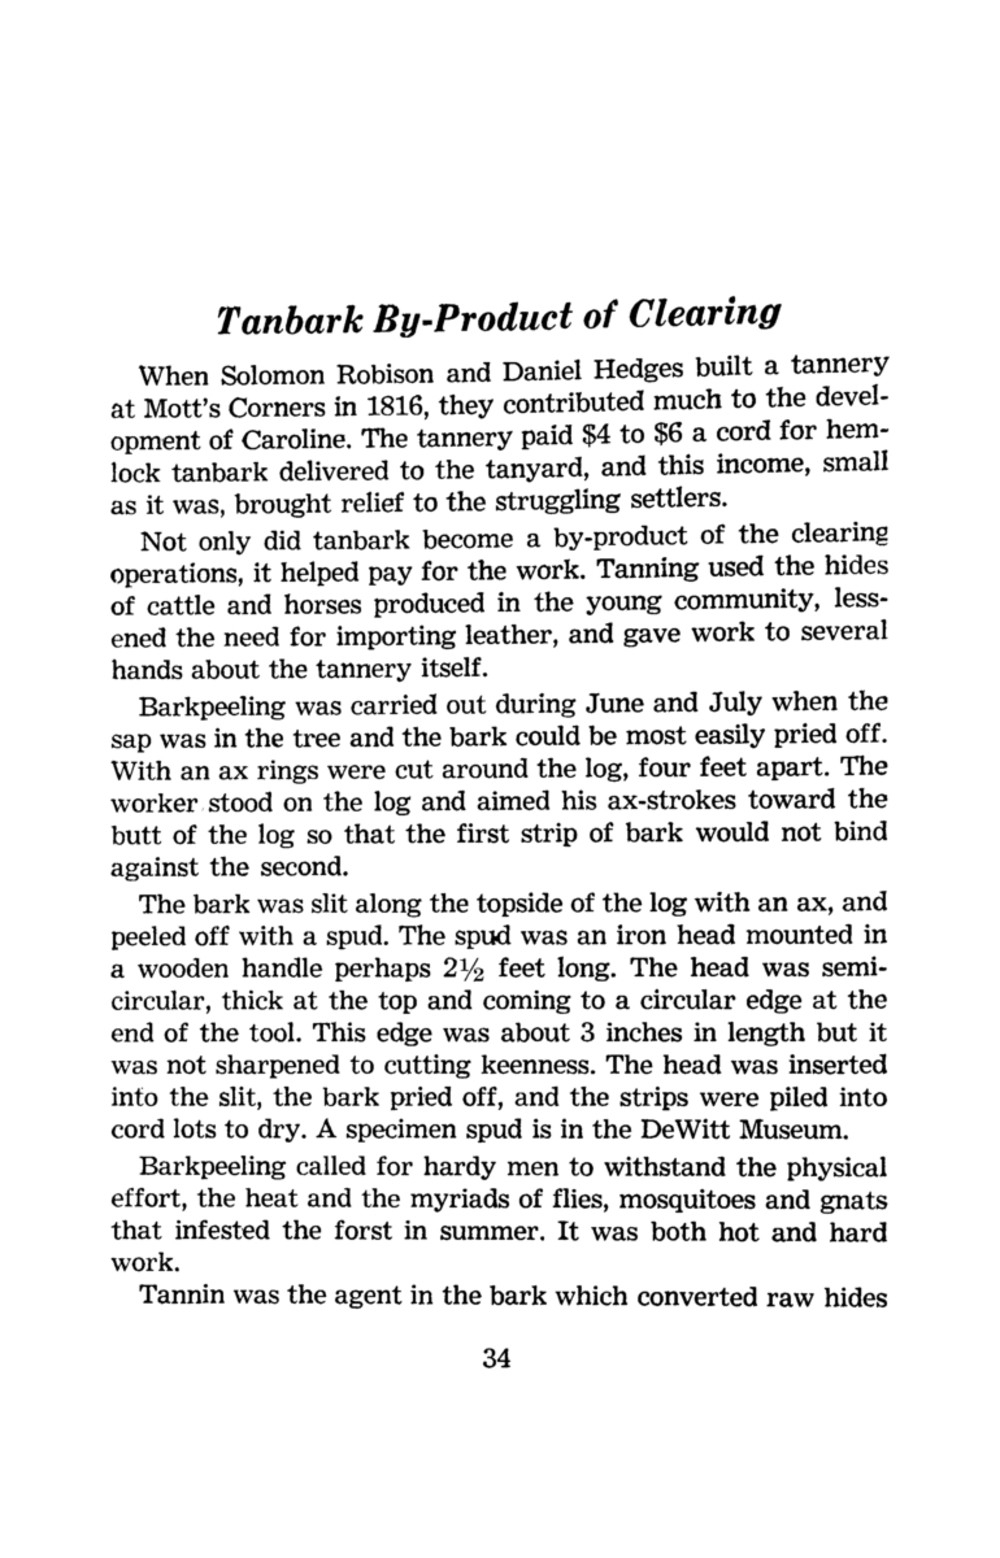 Tanbark By-Product of Clearing
When Solomon Robison and Daniel Hedges built a tannery
at Mott's Corners in 1816, they contributed much to the devel-
opment of Caroline. The tannery paid $4 to $6 a cord for hem-
lock tanbark delivered to the tanyard, and this income, small
as it was, brought relief to the struggling settlers.
Not only did tanbark become a by-product of the clearing
operations, it helped pay for the work. Tanning used the hides
of cattle and horses produced in the young community, less-
ened the need for importing leather, and gave work to several
hands about the tannery itself.
Barkpeeling was carried out during June and July when the
sap was in the tree and the bark could be most easily pried off.
With an ax rings were cut around the log, four feet apart. The
worker stood on the log and aimed his ax-strokes toward the
butt of the log so that the first strip of bark would not bind
against the second.
The bark was slit along the topside of the log with an ax, and
peeled off with a spud. The spud was an iron head mounted in
a wooden handle perhaps 2½ feet long. The head was semi-
circular, thick at the top and coming to a circular edge at the
end of the tool. This edge was about 3 inches in length but it
was not sharpened to cutting keenness. The head was inserted
into the slit, the bark pried off, and the strips were piled into
cord lots to dry. A specimen spud is in the DeWitt Museum.
Barkpeeling called for hardy men to withstand the physical
effort, the heat and the myriads of flies, mosquitoes and gnats
that infested the forst in summer. It was both hot and hard
work.
Tannin was the agent in the bark which converted raw hides
34